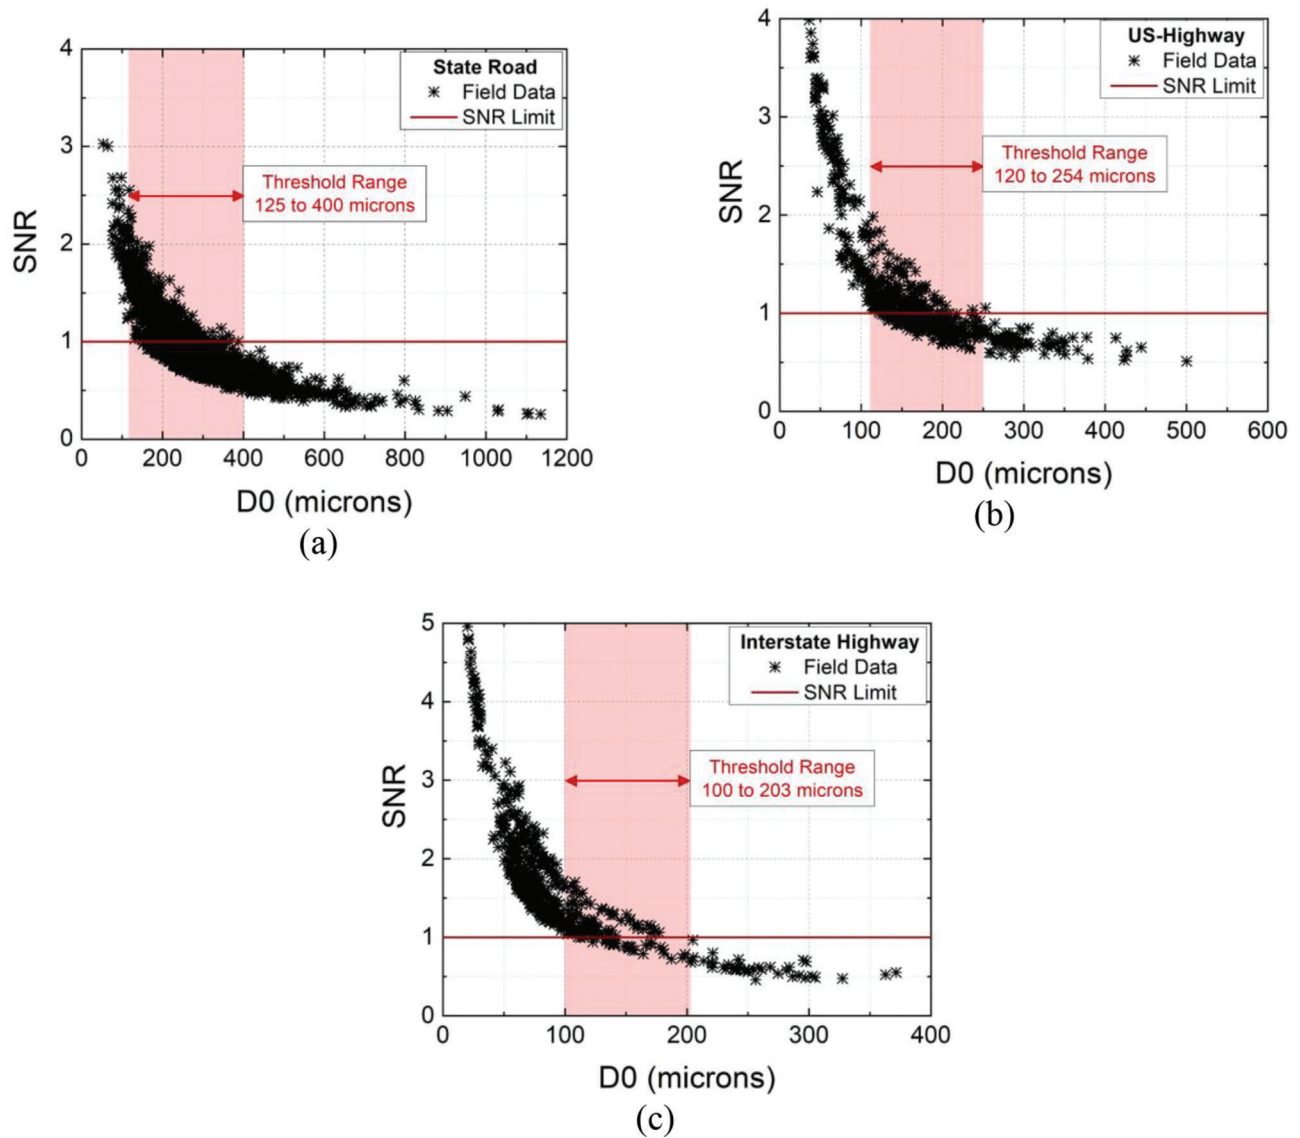 4
3
2
1
0
SNR
State Road
Field Data
SNR Limit
Threshold Range
125 to 400 microns
0 200 400 600 800 1000 1200
D0 (microns)
(a)
4
3
2
1
0
SNR
US-Highway
Field Data
SNR Limit
Threshold Range
120 to 254 microns
0 100 200 300 400 500 600
D0 (microns)
(b)
5
4
3
2
1
0
SNR
Interstate Highway
Field Data
SNR Limit
Threshold Range
100 to 203 microns
0 100 200 300 400
D0 (microns)
(c)